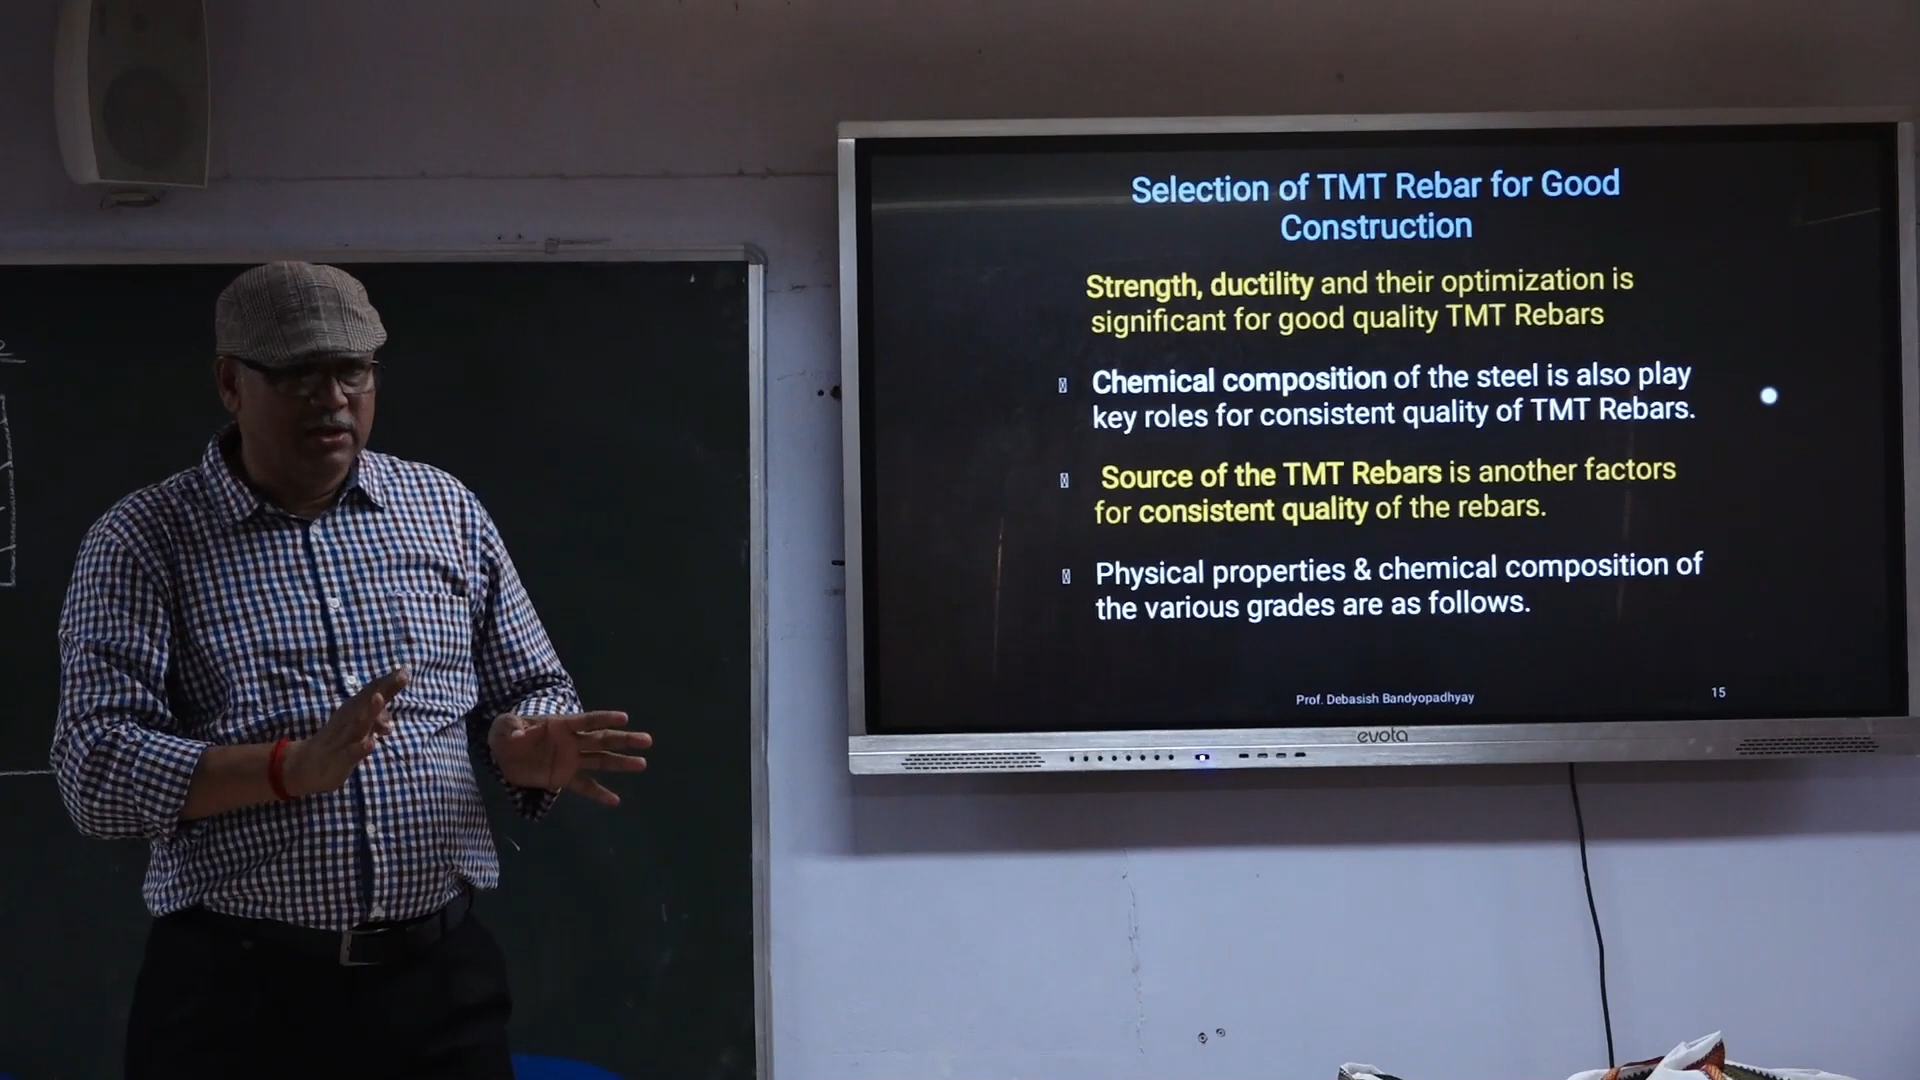 Selection of TMT Rebar for Good
Construction
Strength, ductility and their optimization is
significant for good quality TMT Rebars
Chemical composition of the steel is also play
key roles for consistent quality of TMT Rebars.
Source of the TMT Rebars is another factors
for consistent quality of the rebars.
Physical properties & chemical composition of
the various grades are as follows.
Prof. Debasish Bandyopadhyay
15
evota